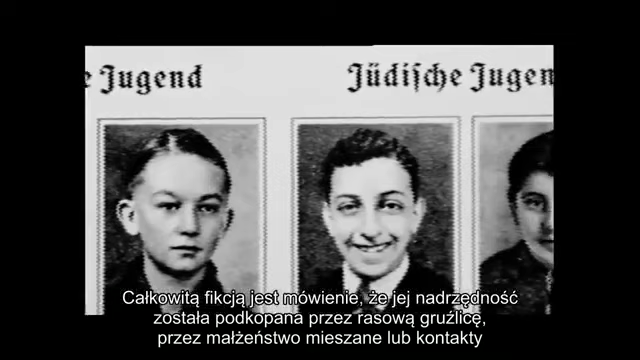 e Jugend
Jüdische Jugen
Całkowitą fikcją jest mówienie, że jej nadrzędność
została podkopana przez rasową gruźlicę,
przez małżeństwo mieszane lub kontakty